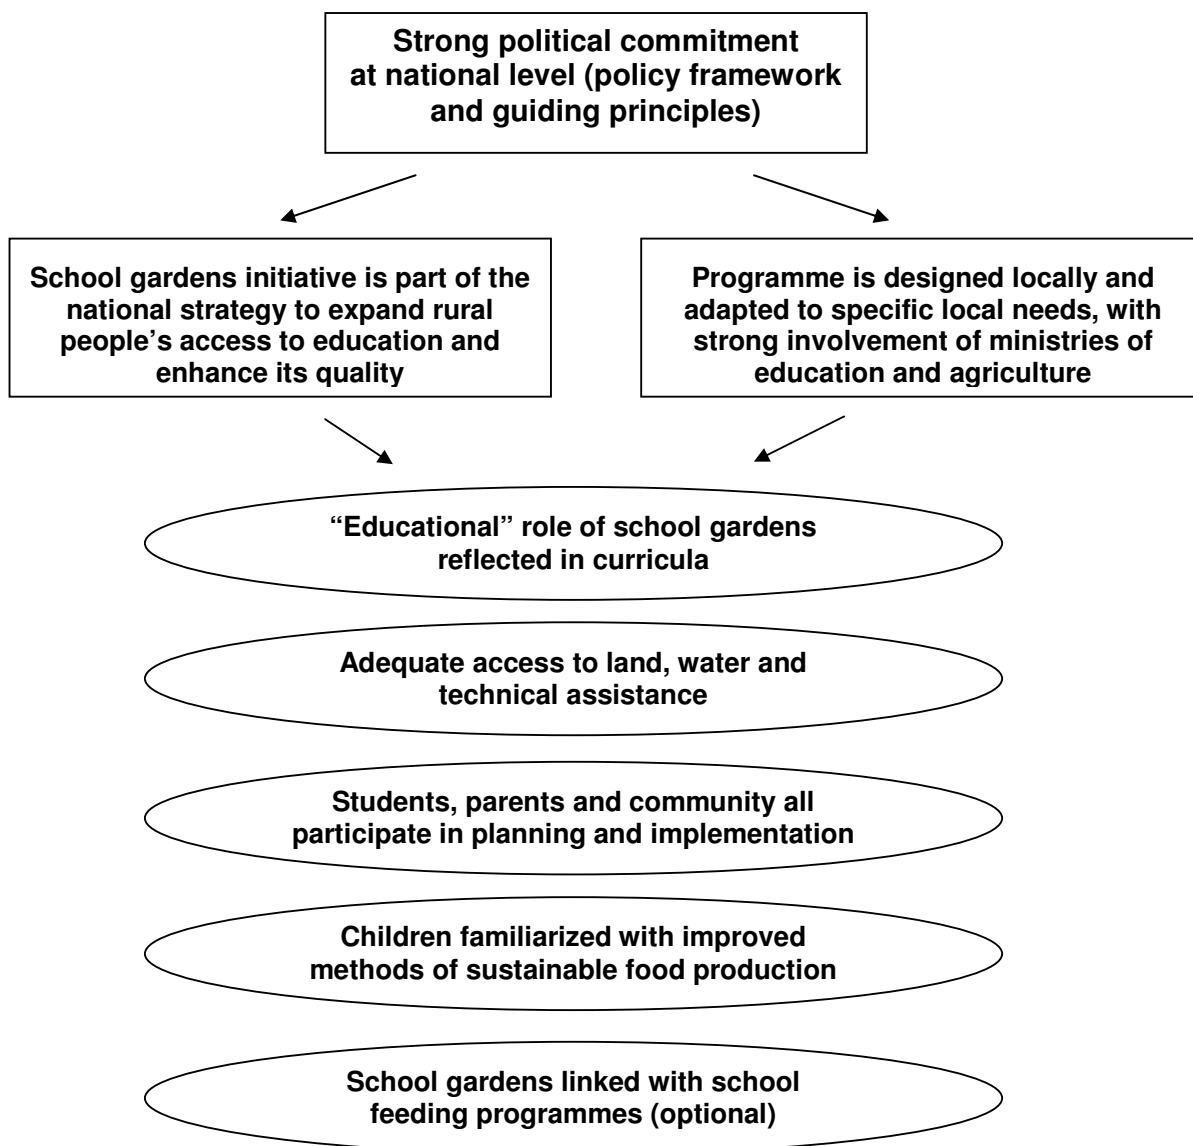 Strong political commitment
at national level (policy framework
and guiding principles)
School gardens initiative is part of the
national strategy to expand rural
people’s access to education and
enhance its quality
Programme is designed locally and
adapted to specific local needs, with
strong involvement of ministries of
education and agriculture
“Educational” role of school gardens
reflected in curricula
Adequate access to land, water and
technical assistance
Students, parents and community all
participate in planning and implementation
Children familiarized with improved
methods of sustainable food production
School gardens linked with school
feeding programmes (optional)